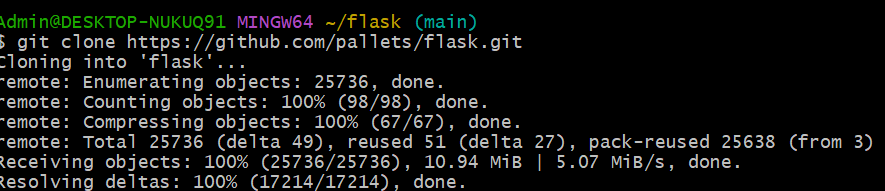 Admin@DESKTOP-NUKUQ91 MINGW64 ~/flask (main)
$ git clone https://github.com/pallets/flask.git
Cloning into 'flask'...
remote: Enumerating objects: 25736, done.
remote: Counting objects: 100% (98/98), done.
remote: Compressing objects: 100% (67/67), done.
remote: Total 25736 (delta 49), reused 51 (delta 27), pack-reused 25638 (from 3)
Receiving objects: 100% (25736/25736), 10.94 MiB | 5.07 MiB/s, done.
Resolving deltas: 100% (17214/17214), done.